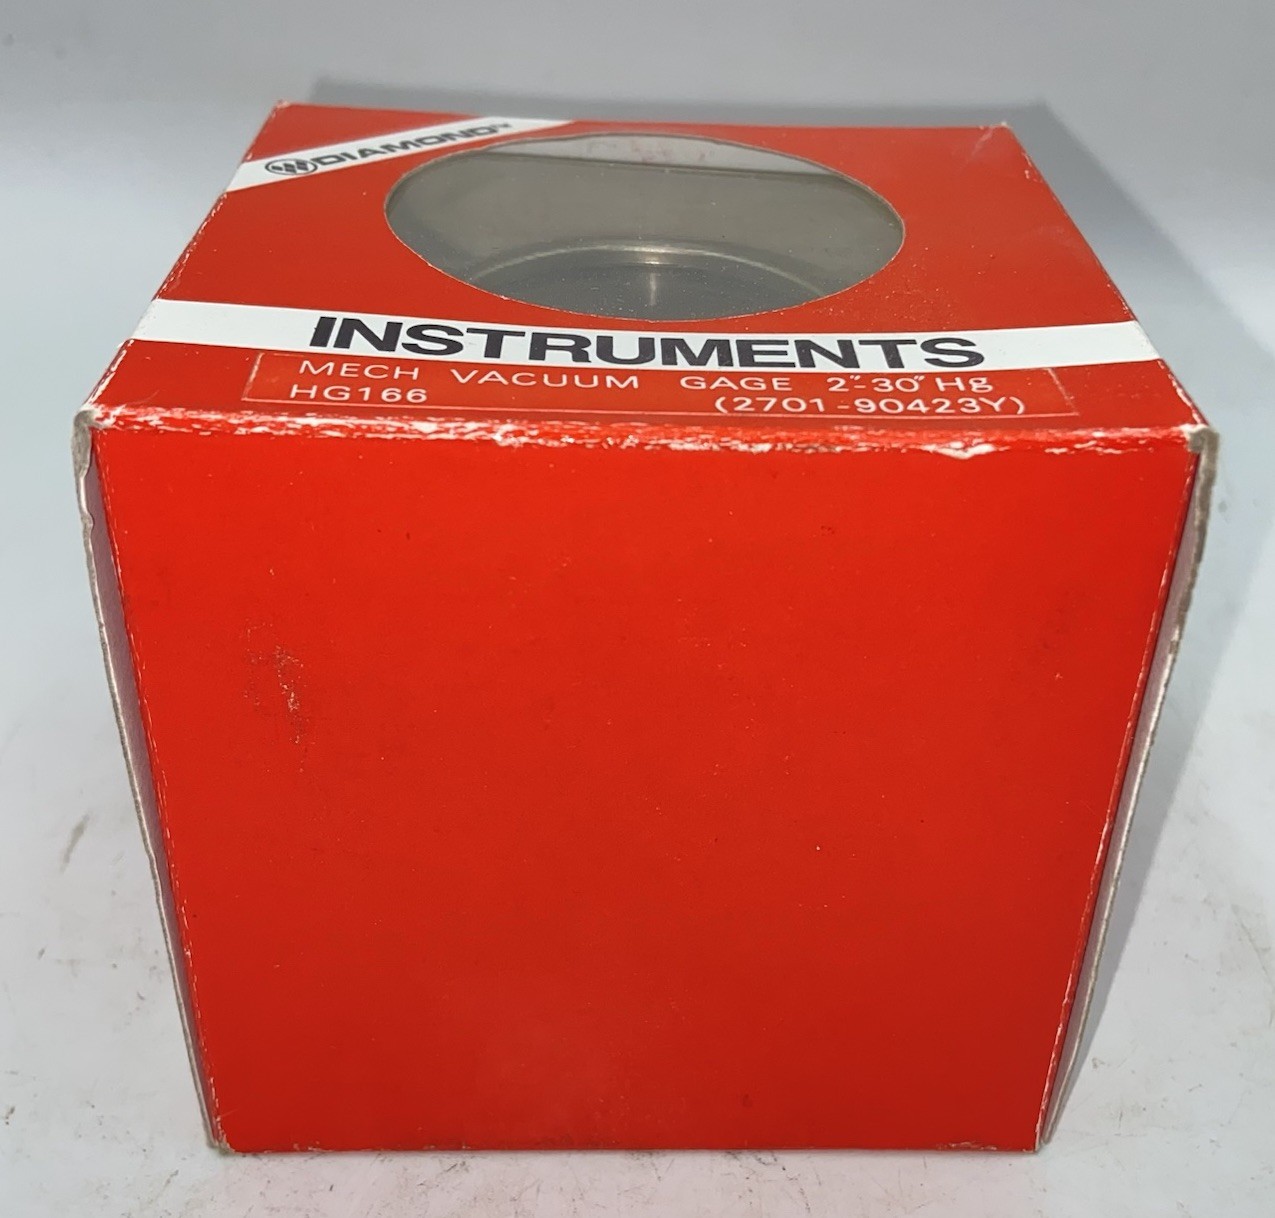 DIAMOND
INSTRUMENTS
MECH VACUUM GAGE 2"-30" Hg
HG166 (2701-90423Y)